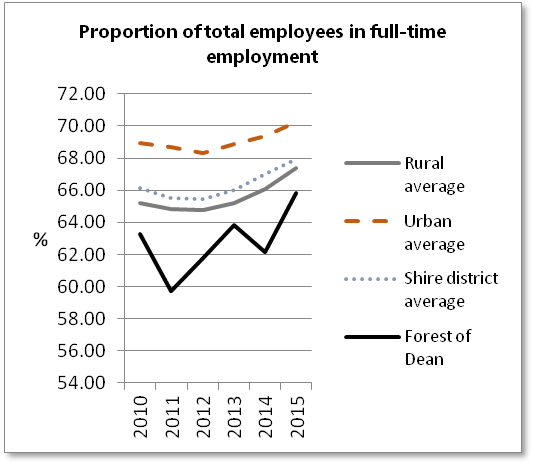 Proportion of total employees in full-time
employment
72.00
70.00
68.00
66.00
64.00
62.00
60.00
58.00
56.00
54.00
%
2010
2011
2012
2013
2014
2015
Rural
average
Urban
average
Shire district
average
Forest of
Dean